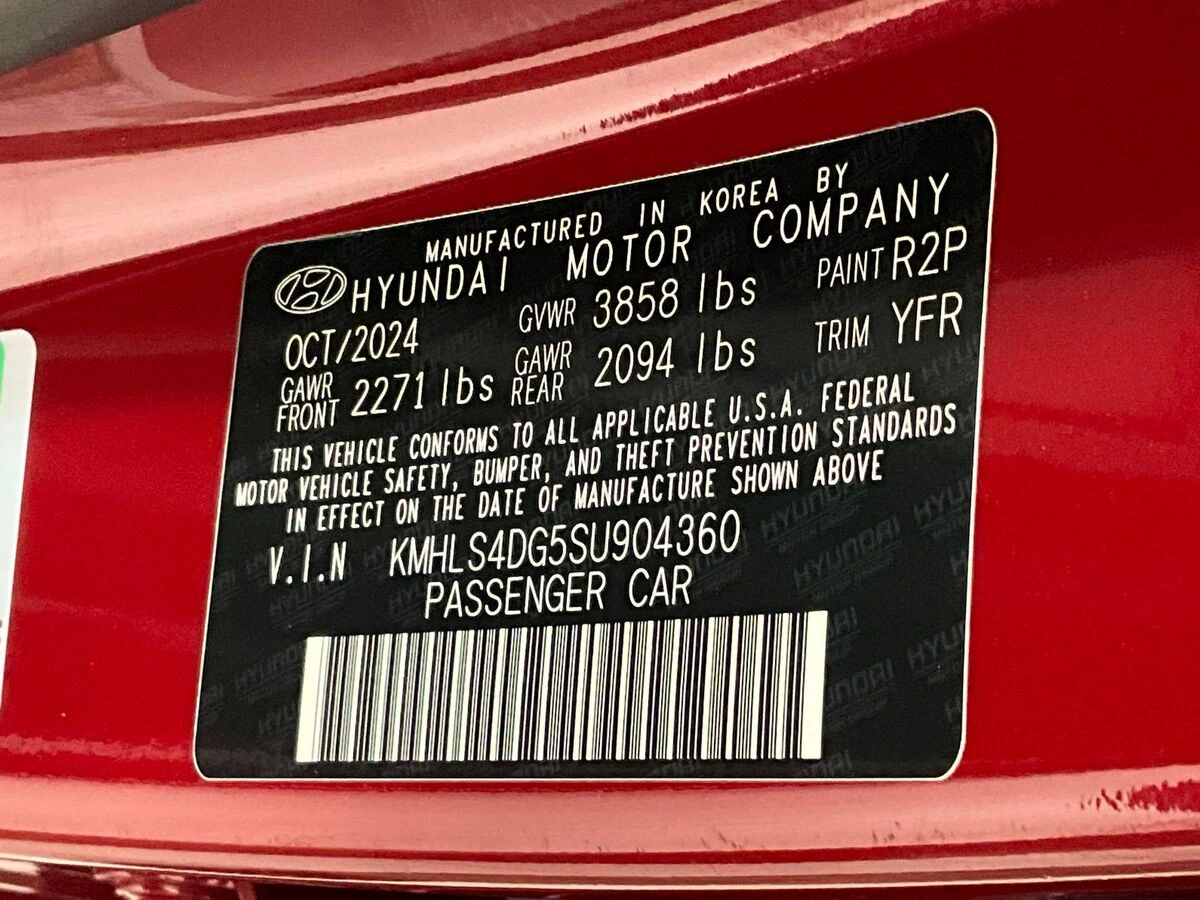 MANUFACTURED IN KOREA BY
HYUNDAI MOTOR COMPANY
OCT/2024 GVWR 3858 lbs PAINT R2P
GAWR FRONT 2271 lbs GAWR REAR 2094 lbs TRIM YFR
THIS VEHICLE CONFORMS TO ALL APPLICABLE U.S.A. FEDERAL
MOTOR VEHICLE SAFETY, BUMPER, AND THEFT PREVENTION STANDARDS
IN EFFECT ON THE DATE OF MANUFACTURE SHOWN ABOVE
V.I.N KMHLS4DG5SU904360
PASSENGER CAR